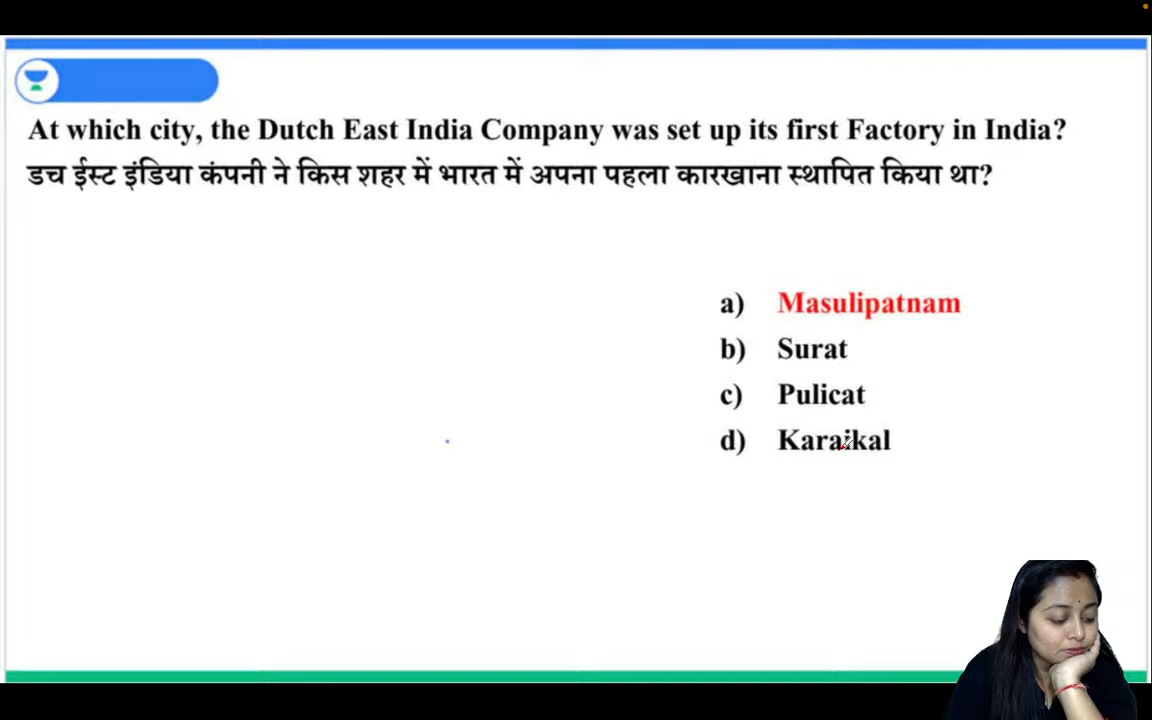 At which city, the Dutch East India Company was set up its first Factory in India?
डच ईस्ट इंडिया कंपनी ने किस शहर में भारत में अपना पहला कारखाना स्थापित किया था?
a) Masulipatnam
b) Surat
c) Pulicat
d) Karaikal